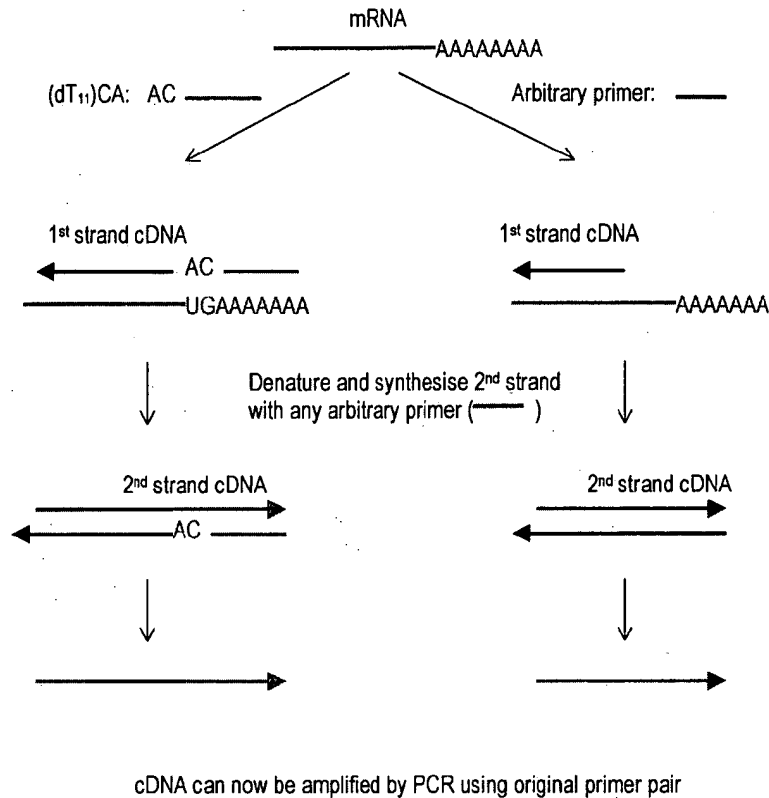 mRNA
AAAAAAAA
(dT₁₁)CA: AC
Arbitrary primer:
1st strand cDNA
1st strand cDNA
AC
UGAAAAAAA
AAAAAAA
Denature and synthesise 2nd strand
with any arbitrary primer ( )
2nd strand cDNA
2nd strand cDNA
AC
cDNA can now be amplified by PCR using original primer pair